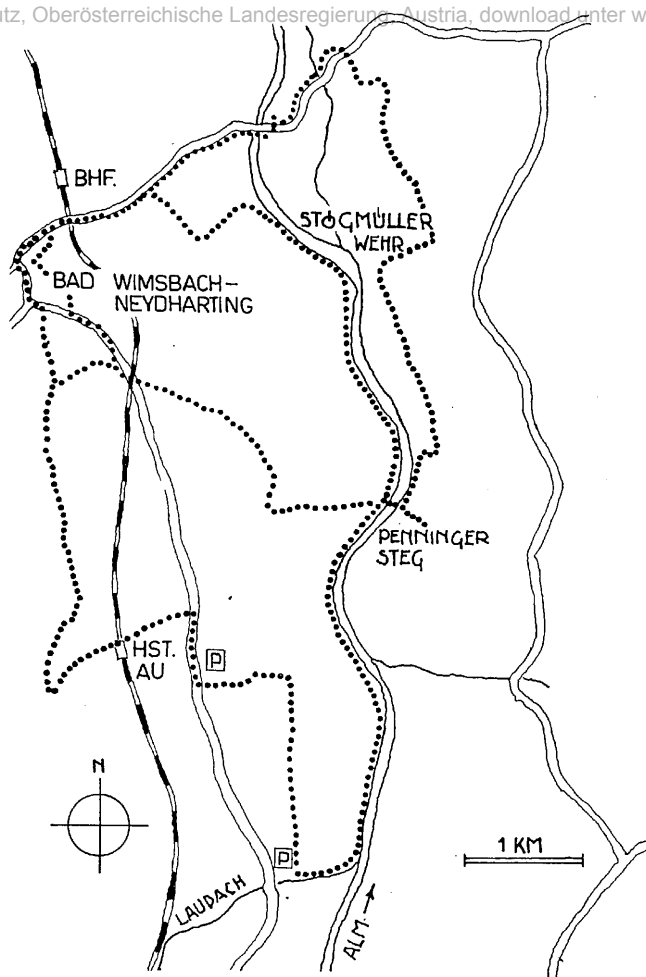 utz, Oberösterreichische Landesregierung, Austria, download unter w
BHF.
STÖGMÜLLER
WEHR
BAD WIMSBACH-
NEYDHARTING
PENNINGER
STEG
HST.
AU
P
N
1 KM
P
LAUDACH
ALM